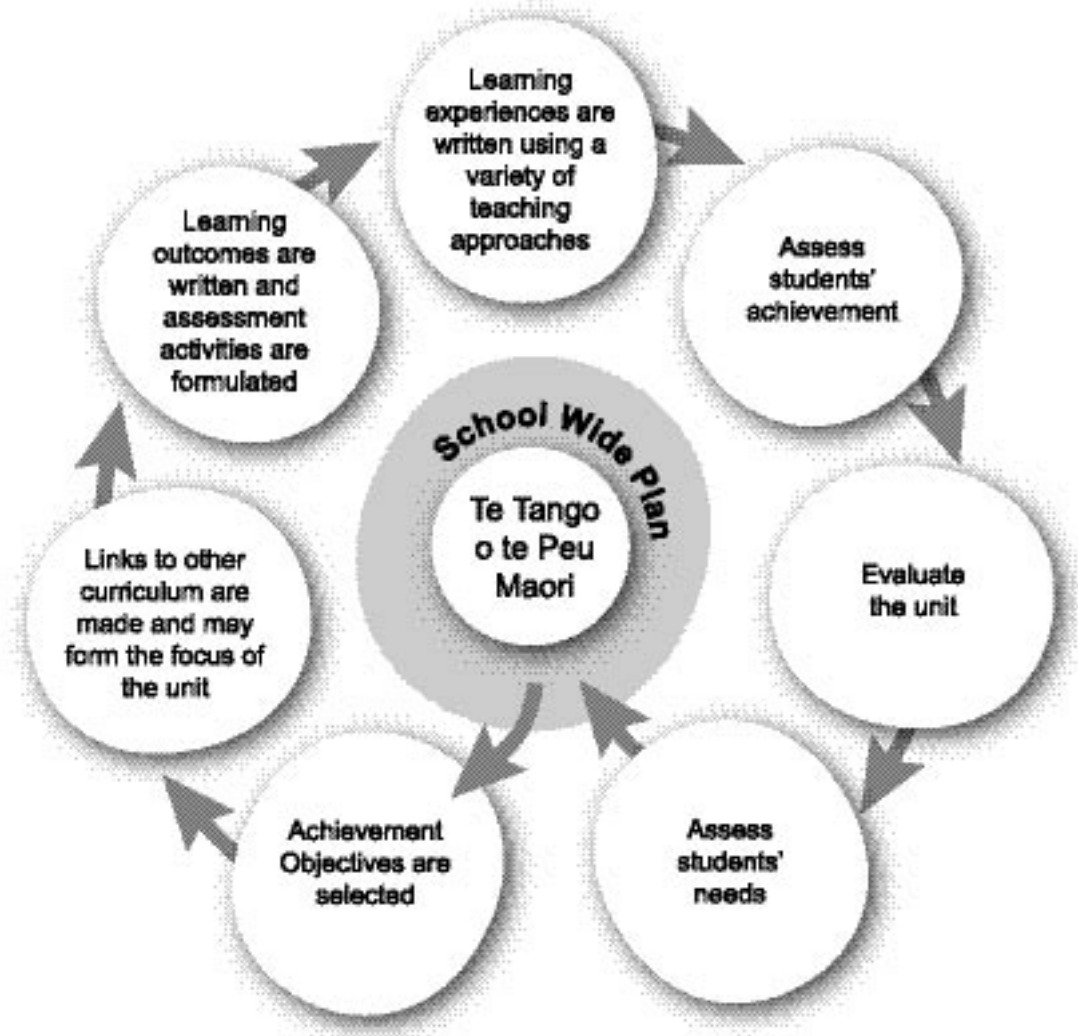 Learning
experiences are
written using a
variety of
teaching
approaches
Assess
students'
achievement
Evaluate
the unit
Assess
students'
needs
Achievement
Objectives are
selected
Links to other
curriculum are
made and may
form the focus of
the unit
Learning
outcomes are
written and
assessment
activities are
formulated
School Wide Plan
Te Tango
o te Peu
Maori